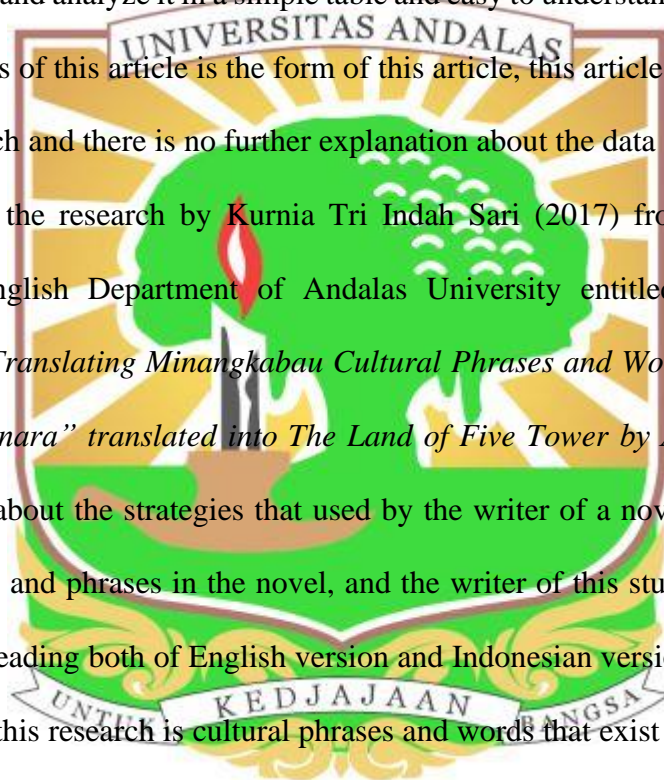 and analyze it in a simple table and easy to understan
UNIVERSITAS ANDALAS
s of this article is the form of this article, this article
ch and there is no further explanation about the data
the research by Kurnia Tri Indah Sari (2017) fro
nglish Department of Andalas University entitled
Translating Minangkabau Cultural Phrases and Wo
nara” translated into The Land of Five Tower by
about the strategies that used by the writer of a nov
and phrases in the novel, and the writer of this stu
eading both of English version and Indonesian versi
UNTUK KEDJAJAAN BANGSA
this research is cultural phrases and words that exist